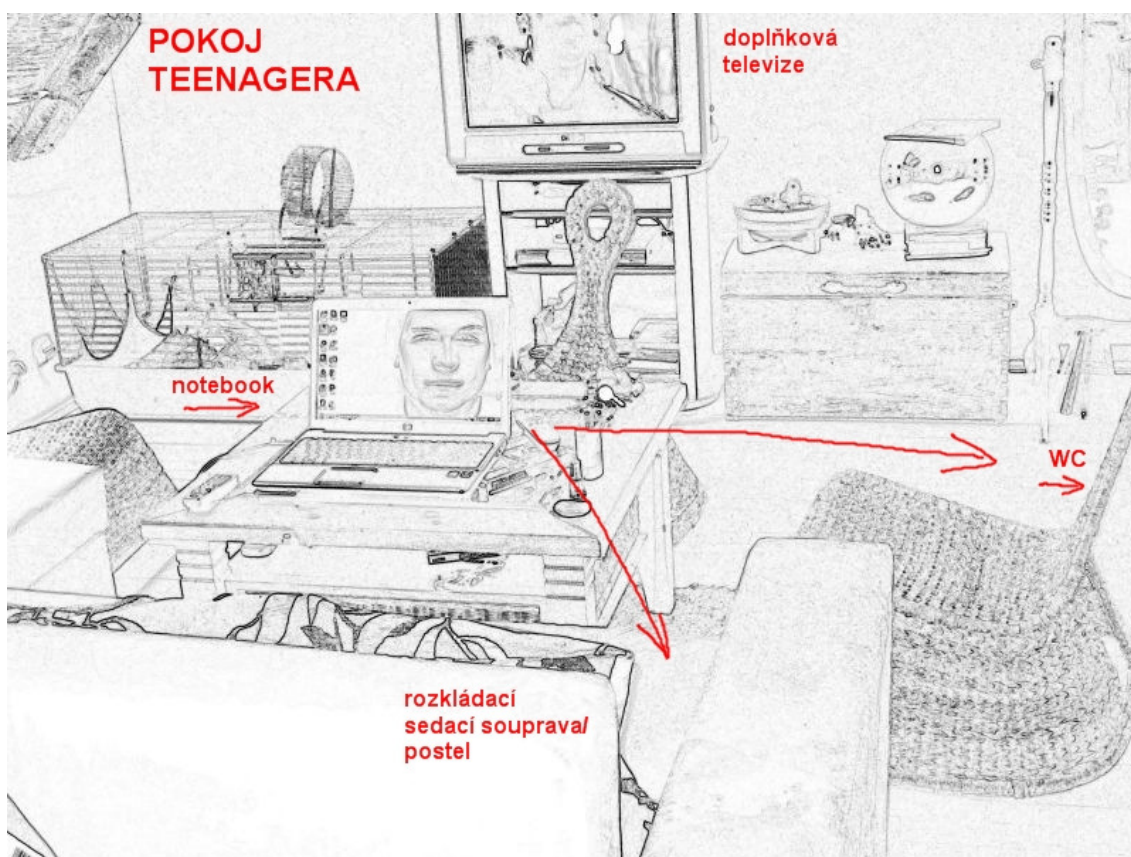 POKOJ
TEENAGERA
doplňková
televize
notebook
WC
rozkládací
sedací souprava/
postel